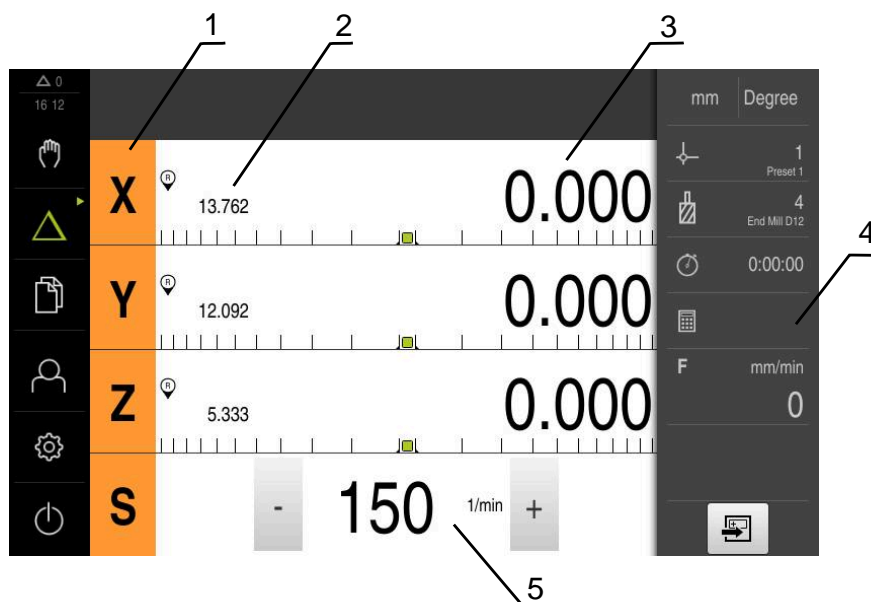 1 2 3
0
16 12
mm Degree
1
Preset 1
X R 13.762 0.000
4
End Mill D12
0:00:00
4
Y R 12.092 0.000
F mm/min
0
Z R 5.333 0.000
S - 150 1/min +
5